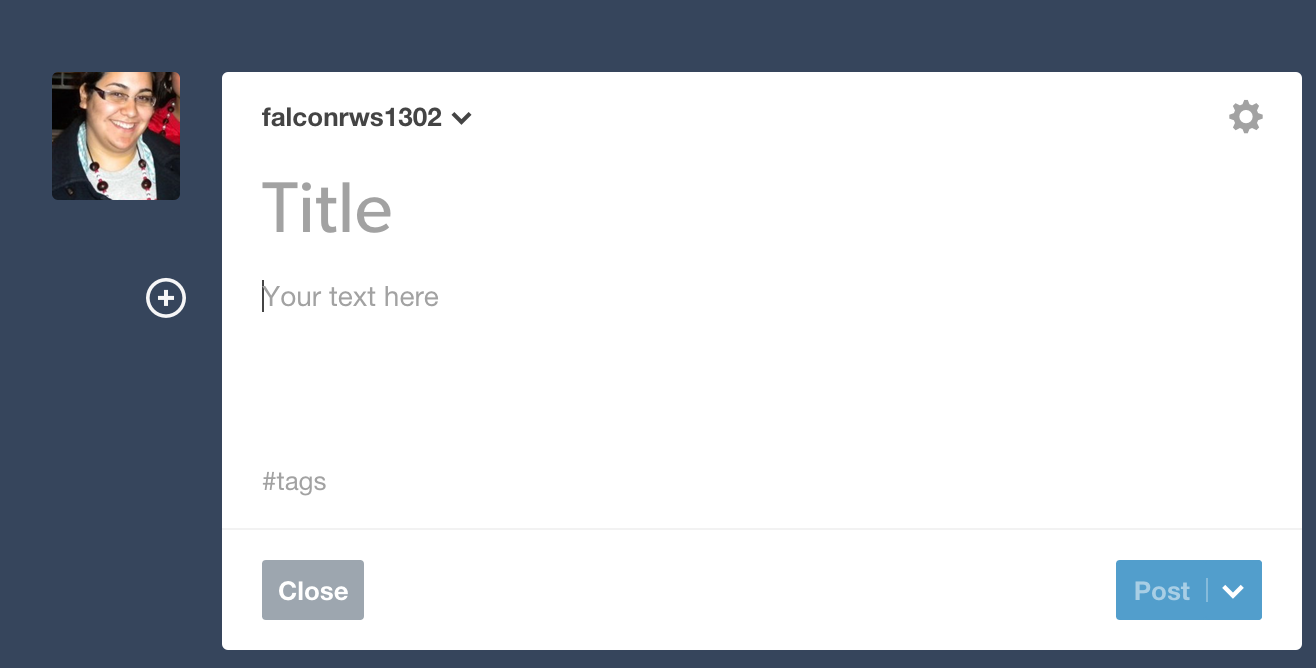 falconrws1302
Title
Your text here
#tags
Close
Post